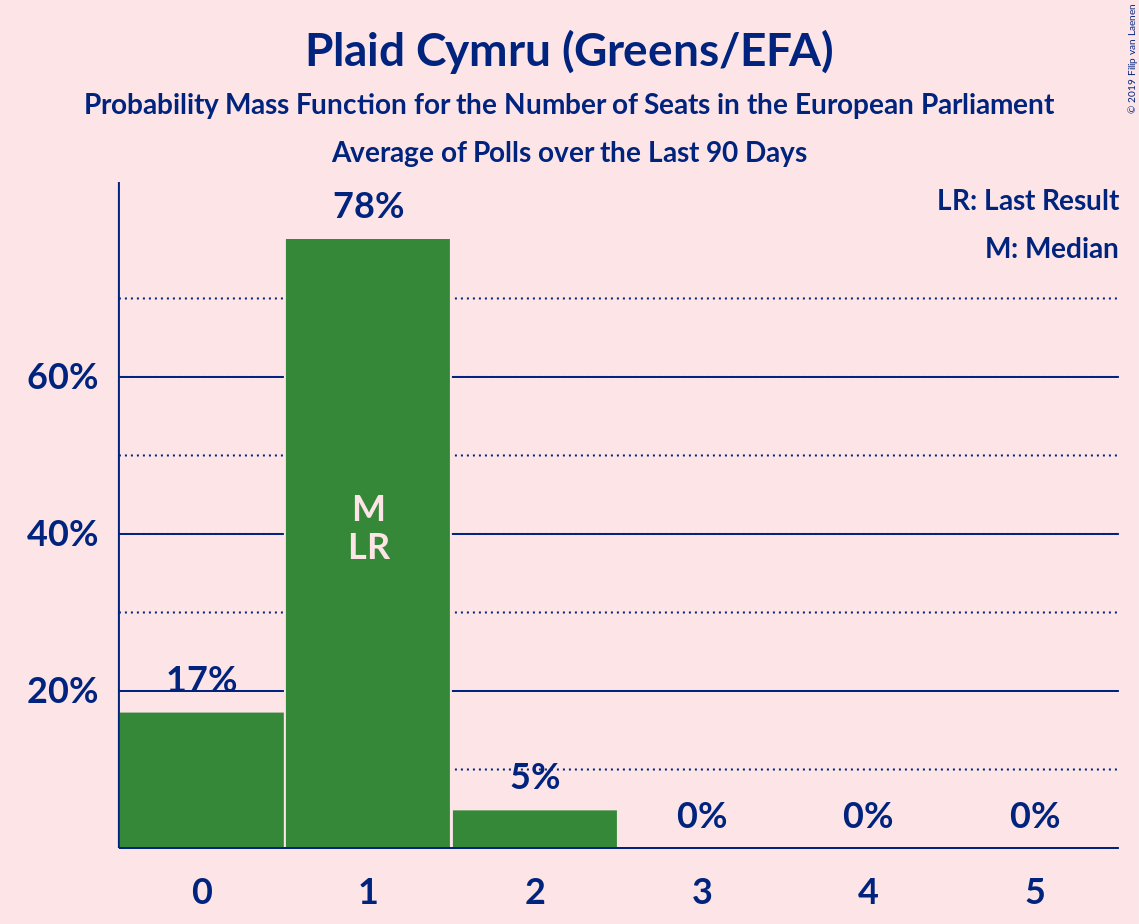 Plaid Cymru (Greens/EFA)
Probability Mass Function for the Number of Seats in the European Parliament
Average of Polls over the Last 90 Days
© 2019 Filip van Laenen
LR: Last Result
M: Median
78%
60%
M
40%
LR
17%
20%
5%
0%
0%
0%
0
1
2
3
4
5